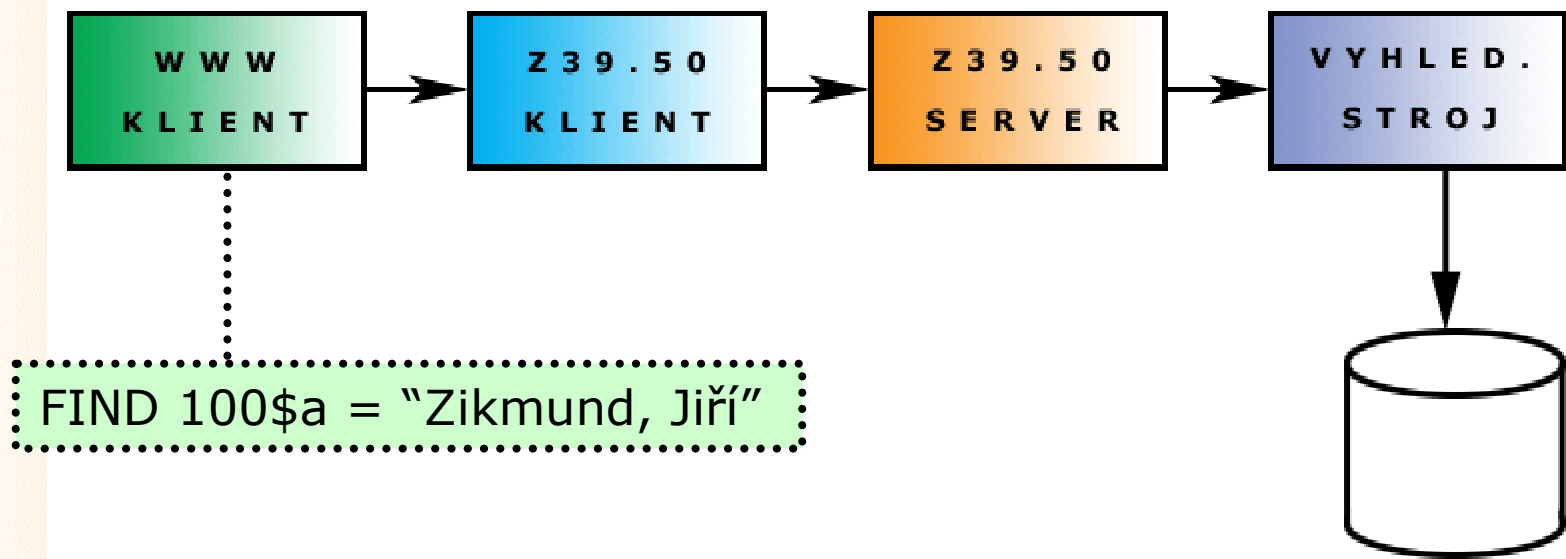 WWW
KLIENT
Z39.50
KLIENT
Z39.50
SERVER
VYHLED.
STROJ
FIND 100$a = “Zikmund, Jiří”